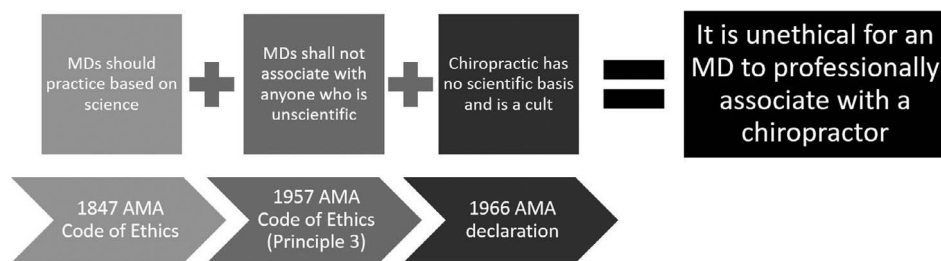 MDs should
practice based on
science
MDs shall not
associate with
anyone who is
unscientific
Chiropractic has
no scientific basis
and is a cult
It is unethical for an
MD to professionally
associate with a
chiropractor
1847 AMA
Code of Ethics
1957 AMA
Code of Ethics
(Principle 3)
1966 AMA
declaration